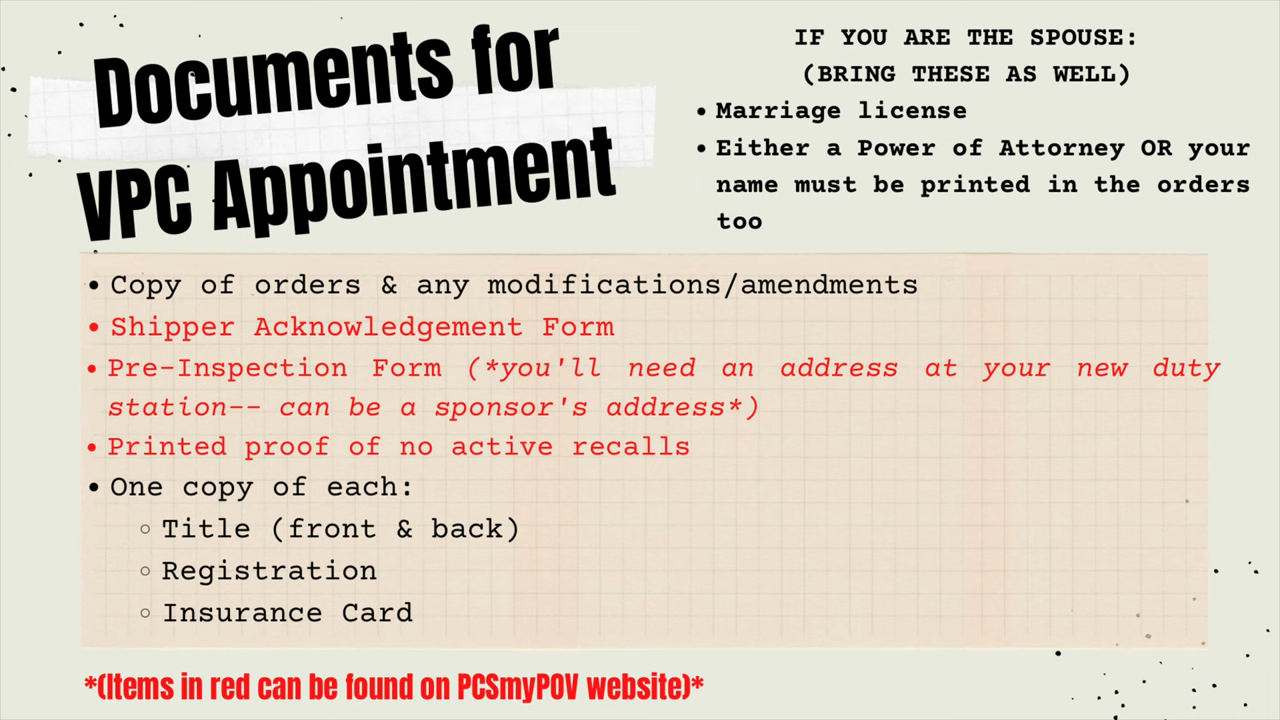 Documents for
VPC Appointment
IF YOU ARE THE SPOUSE:
(BRING THESE AS WELL)
• Marriage license
• Either a Power of Attorney OR your
name must be printed in the orders
too
• Copy of orders & any modifications/amendments
• Shipper Acknowledgement Form
• Pre-Inspection Form (*you'll need an address at your new duty
station-- can be a sponsor's address*)
• Printed proof of no active recalls
• One copy of each:
○ Title (front & back)
○ Registration
○ Insurance Card
*(Items in red can be found on PCSmyPOV website)*